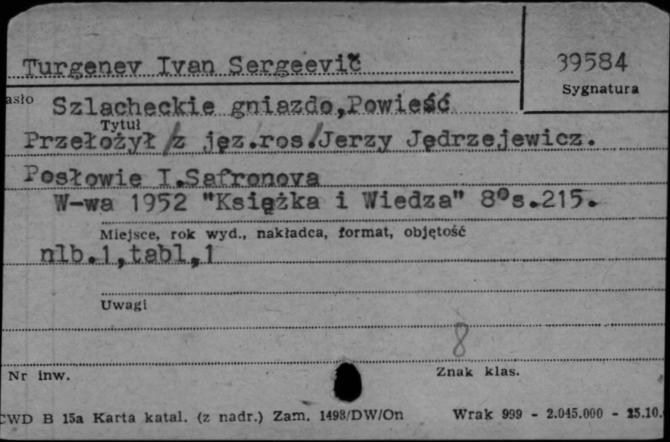 Turgenev Ivan Sergeevič
39584
Sygnatura
asło Szlacheckie gniazdo,Powieść
Tytuł
Przełożył /z jęz.ros./Jerzy Jędrzejewicz.
Posłowie I.Safronova
W-wa 1952 "Książka i Wiedza" 8ºs.215.
Miejsce, rok wyd., nakładca, format, objętość
nlb.1,tabl,1
Uwagi
8
Nr inw.
Znak klas.
CWD B 15a Karta katal. (z nadr.) Zam. 1498/DW/On Wrak 999 - 2.045.000 - 25.10.